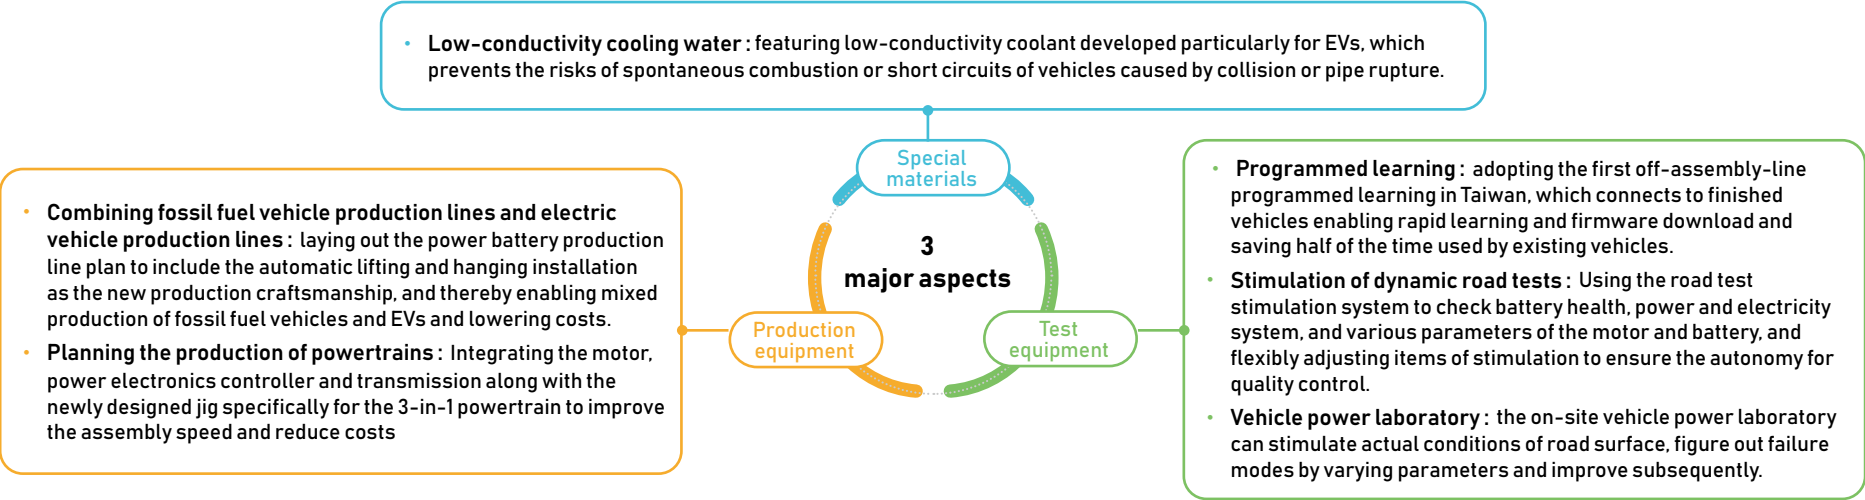 • Low-conductivity cooling water : featuring low-conductivity coolant developed particularly for EVs, which
prevents the risks of spontaneous combustion or short circuits of vehicles caused by collision or pipe rupture.
Special
materials
3
major aspects
Production
equipment
Test
equipment
• Combining fossil fuel vehicle production lines and electric
vehicle production lines : laying out the power battery production
line plan to include the automatic lifting and hanging installation
as the new production craftsmanship, and thereby enabling mixed
production of fossil fuel vehicles and EVs and lowering costs.
• Planning the production of powertrains : Integrating the motor,
power electronics controller and transmission along with the
newly designed jig specifically for the 3-in-1 powertrain to improve
the assembly speed and reduce costs
• Programmed learning : adopting the first off-assembly-line
programmed learning in Taiwan, which connects to finished
vehicles enabling rapid learning and firmware download and
saving half of the time used by existing vehicles.
• Stimulation of dynamic road tests : Using the road test
stimulation system to check battery health, power and electricity
system, and various parameters of the motor and battery, and
flexibly adjusting items of stimulation to ensure the autonomy for
quality control.
• Vehicle power laboratory : the on-site vehicle power laboratory
can stimulate actual conditions of road surface, figure out failure
modes by varying parameters and improve subsequently.